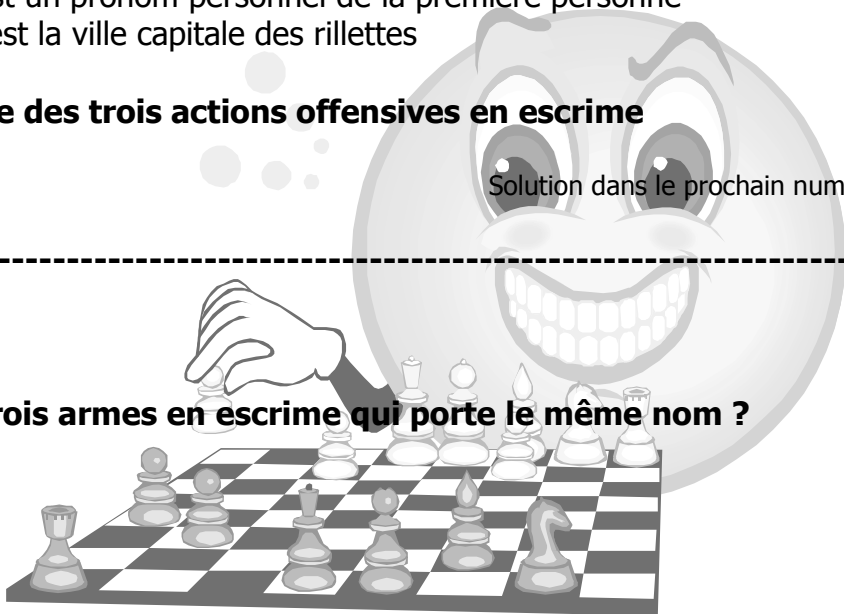 st un pronom personnel de la première personne
est la ville capitale des rillettes
e des trois actions offensives en escrime
Solution dans le prochain num
rois armes en escrime qui porte le même nom ?